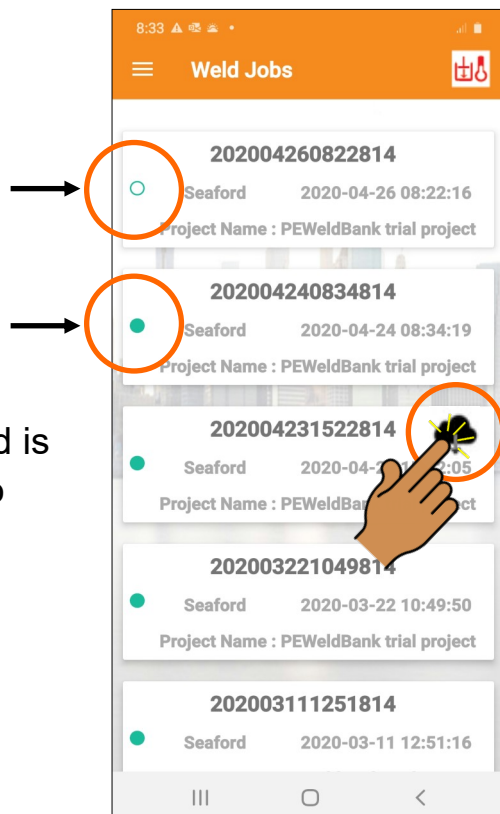 8:33
Weld Jobs
202004260822814
Seaford 2020-04-26 08:22:16
Project Name : PEWeldBank trial project
202004240834814
Seaford 2020-04-24 08:34:19
Project Name : PEWeldBank trial project
d is
202004231522814
Seaford 2:05
Project Name :
202003221049814
Seaford 2020-03-22 10:49:50
Project Name : PEWeldBank trial project
202003111251814
Seaford 2020-03-11 12:51:16